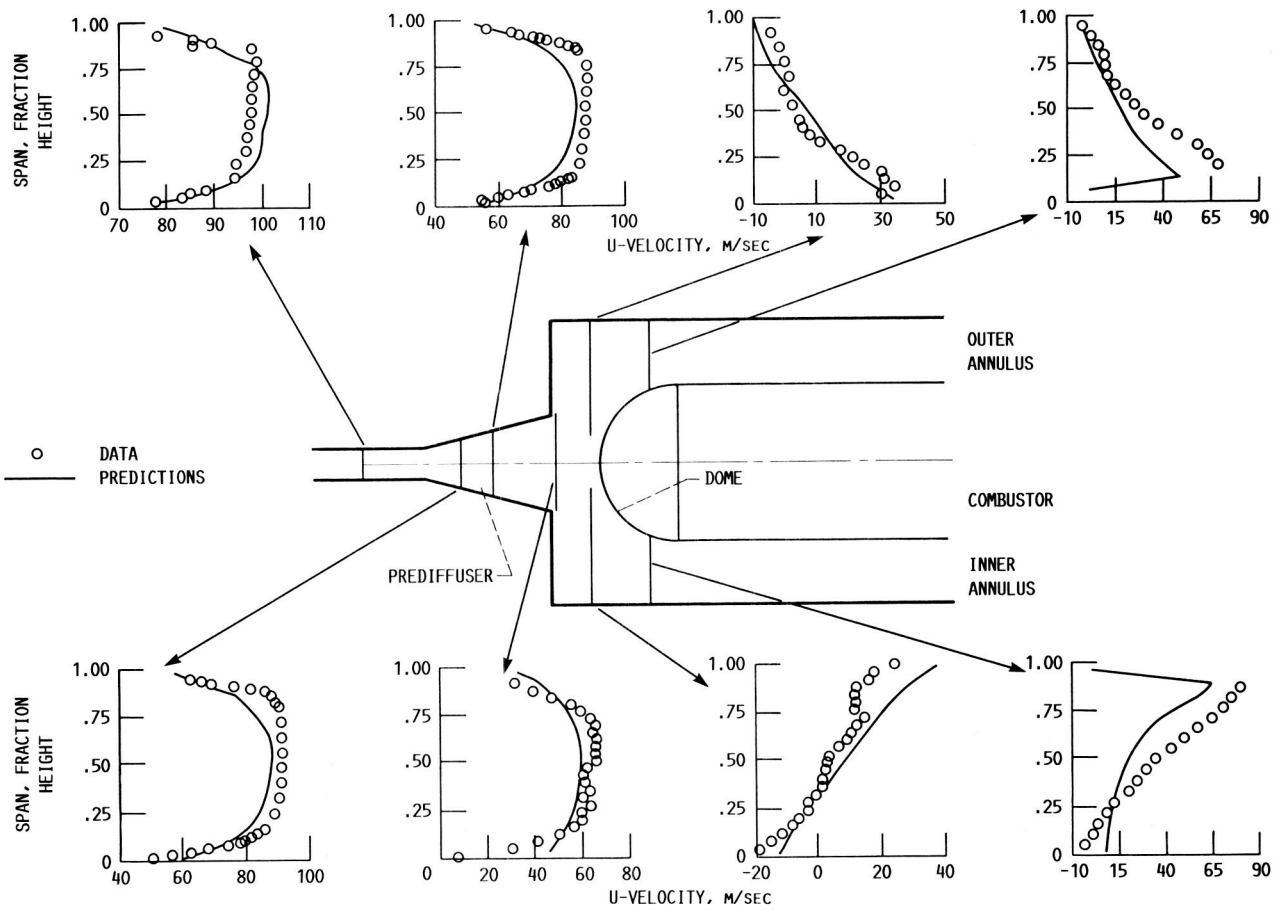 SPAN, FRACTION
HEIGHT
1.00
.75
.50
.25
0
70 80 90 100 110
1.00
.75
.50
.25
0
40 60 80 100
1.00
.75
.50
.25
0
-10 10 30 50
1.00
.75
.50
.25
0
-10 15 40 65 90
U-VELOCITY, M/SEC
OUTER
ANNULUS
DATA
PREDICTIONS
DOME
COMBUSTOR
PREDIFFUSER
INNER
ANNULUS
SPAN, FRACTION
HEIGHT
1.00
.75
.50
.25
0
40 60 80 100
1.00
.75
.50
.25
0
0 20 40 60 80
1.00
.75
.50
.25
0
-20 0 20 40
1.00
.75
.50
.25
0
-10 15 40 65 90
U-VELOCITY, M/SEC